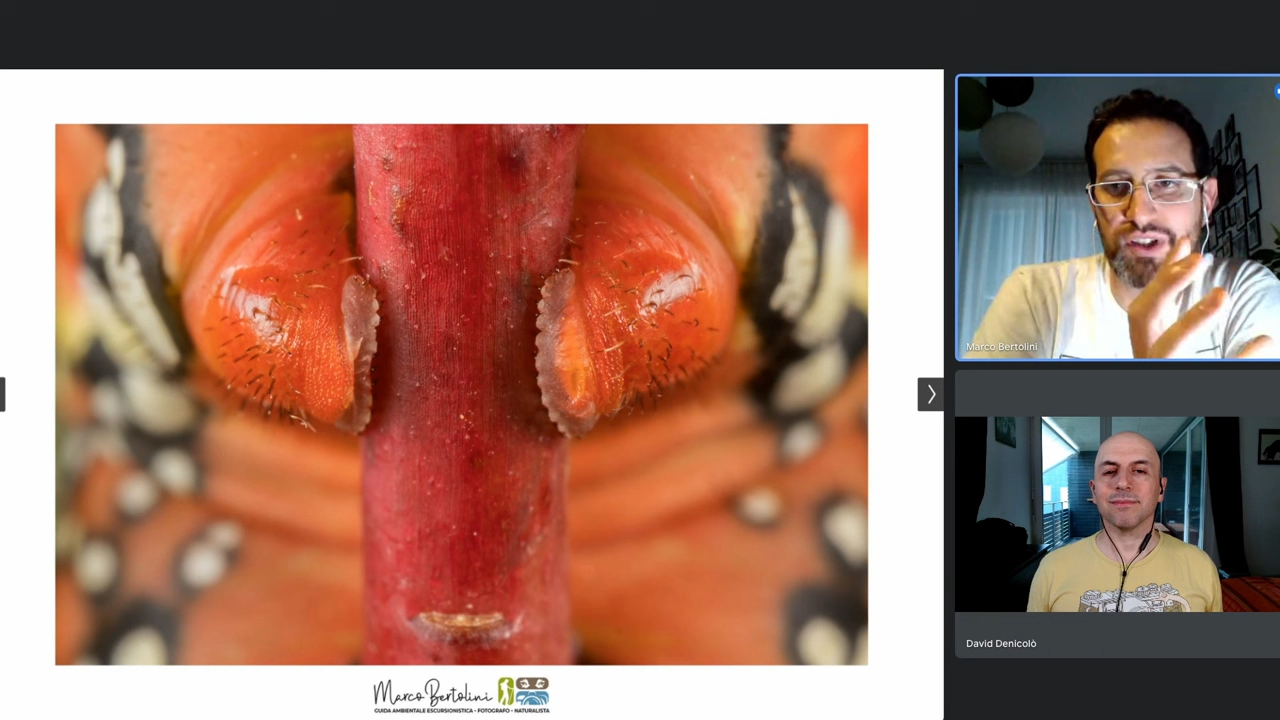 Marco Bertolini
David Denicolò
Marco Bertolini
GUIDA AMBIENTALE ESCURSIONISTICA - FOTOGRAFO - NATURALISTA